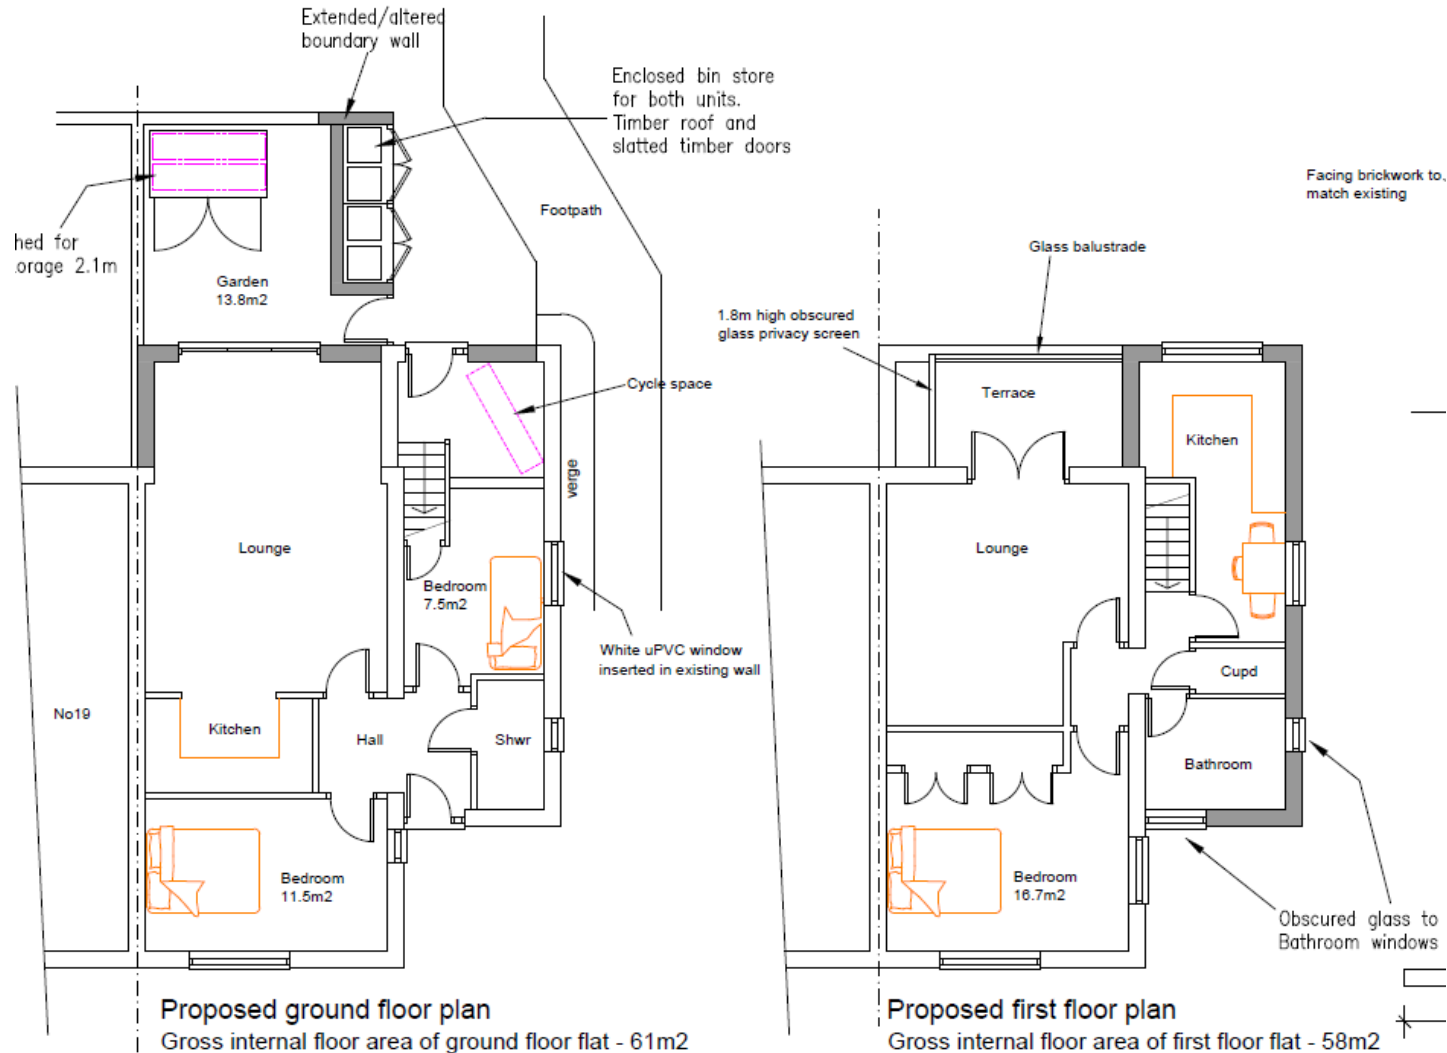 Extended/altered
boundary wall
Enclosed bin store
for both units.
Timber roof and
slatted timber doors
Footpath
hed for
orage 2.1m
Garden
13.8m2
Cycle space
verge
Lounge
Bedroom
7.5m2
White uPVC window
inserted in existing wall
No19
Kitchen
Hall
Shwr
Bedroom
11.5m2
Proposed ground floor plan
Gross internal floor area of ground floor flat - 61m2
Facing brickwork to
match existing
Glass balustrade
1.8m high obscured
glass privacy screen
Terrace
Kitchen
Lounge
Cupd
Bathroom
Bedroom
16.7m2
Obscured glass to
Bathroom windows
Proposed first floor plan
Gross internal floor area of first floor flat - 58m2